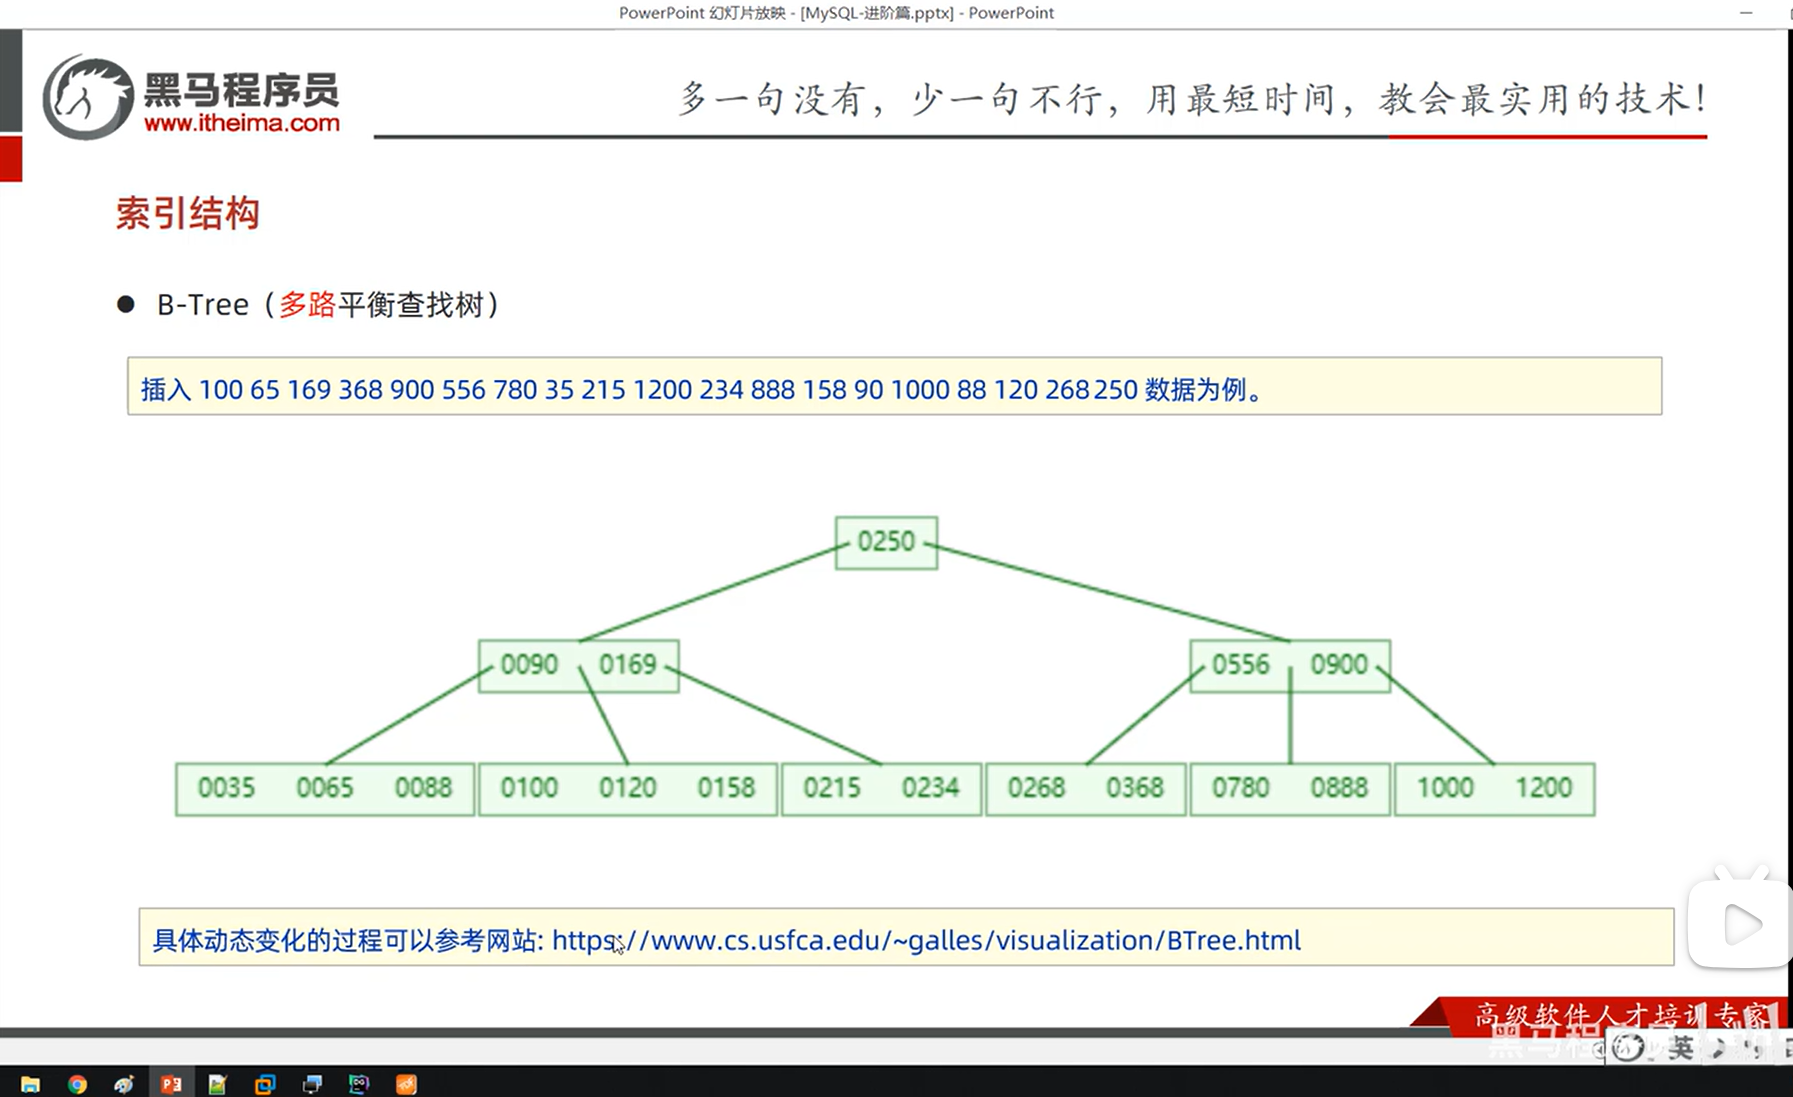 PowerPoint 幻灯片放映 - [MySQL-进阶篇.pptx] - PowerPoint
黑马程序员
www.itheima.com
多一句没有，少一句不行，用最短时间，教会最实用的技术！
索引结构
● B-Tree（多路平衡查找树）
插入 100 65 169 368 900 556 780 35 215 1200 234 888 158 90 1000 88 120 268 250 数据为例。
0250
0090 0169 0556 0900
0035 0065 0088 0100 0120 0158 0215 0234 0268 0368 0780 0888 1000 1200
具体动态变化的过程可以参考网站: https://www.cs.usfca.edu/~galles/visualization/BTree.html
高级软件人才培训专家
英